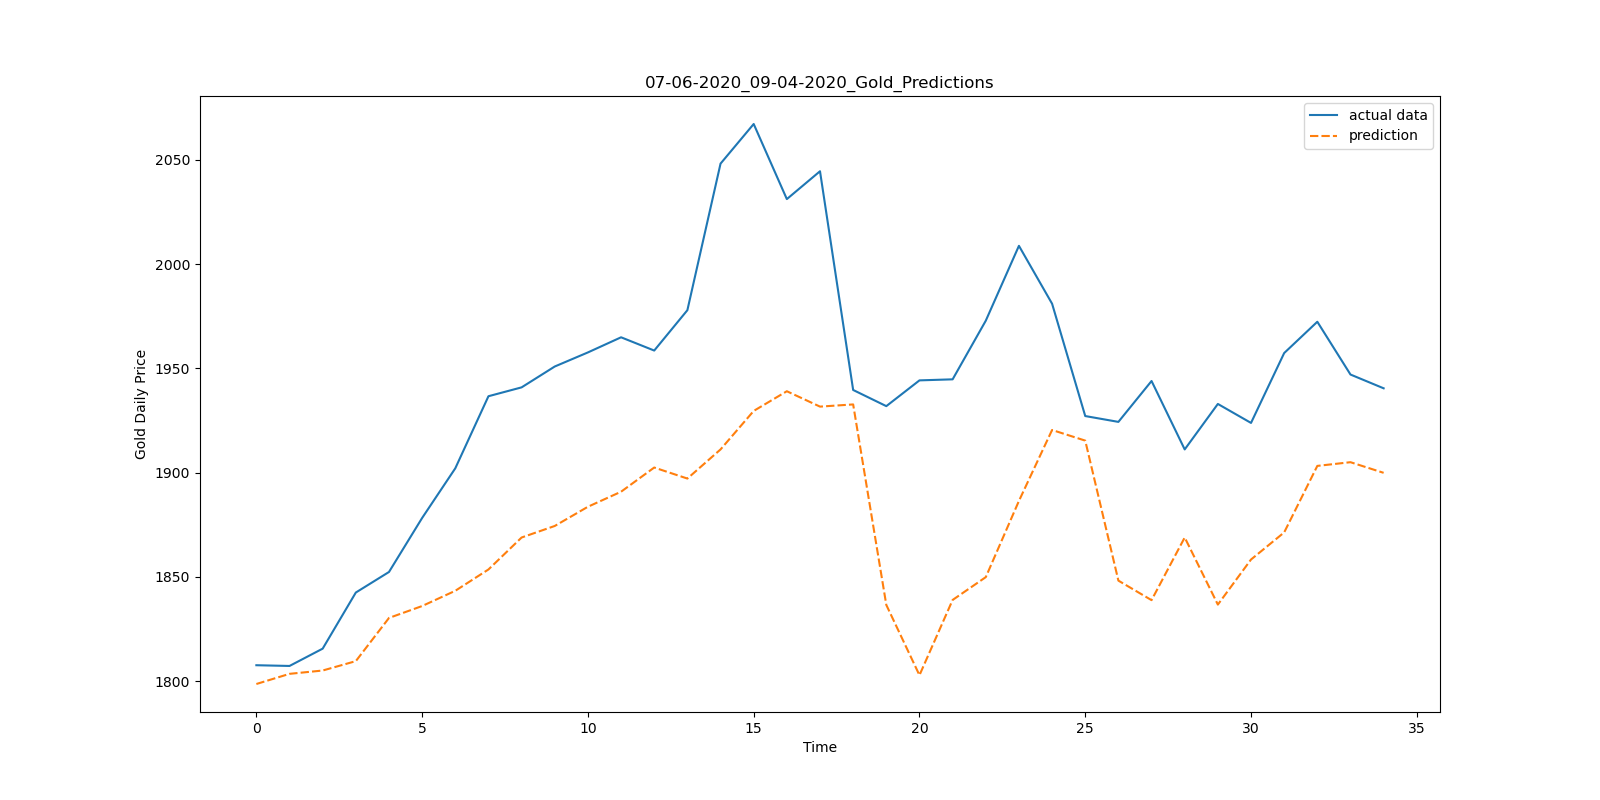 07-06-2020_09-04-2020_Gold_Predictions
actual data
prediction
2050
2000
1950
1900
1850
1800
Gold Daily Price
0 5 10 15 20 25 30 35
Time